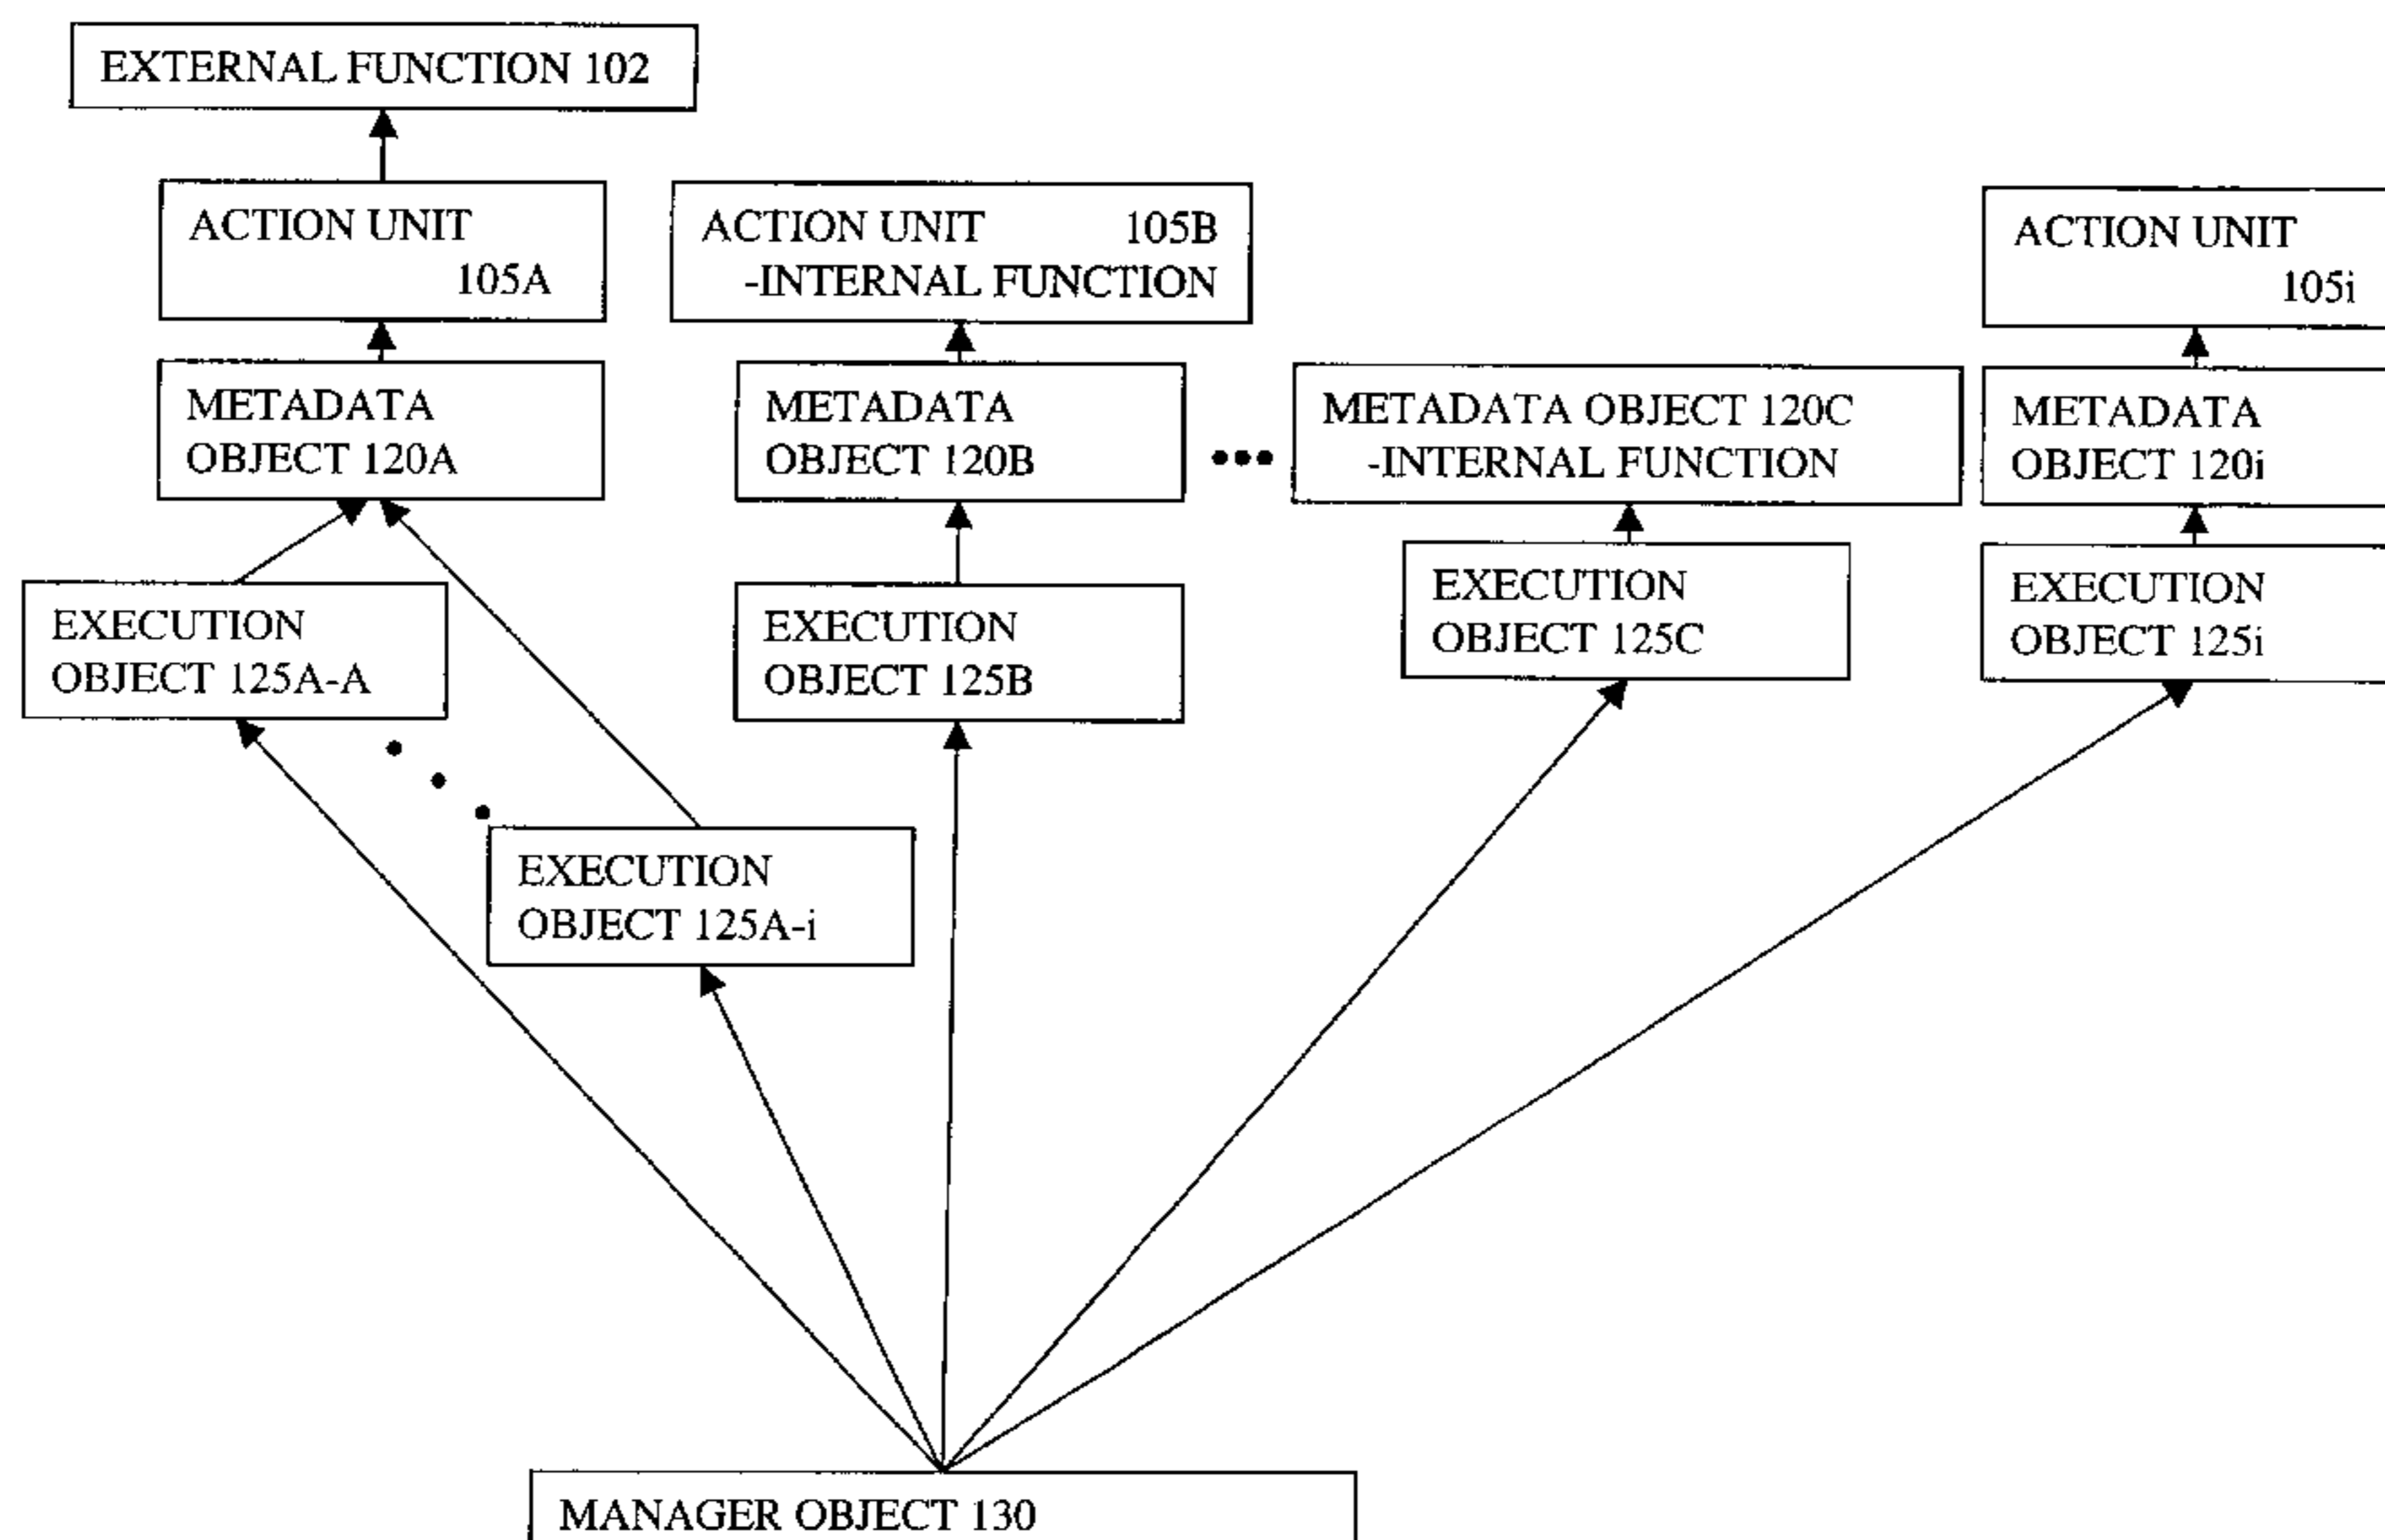 EXTERNAL FUNCTION 102
ACTION UNIT
105A
ACTION UNIT 105B
-INTERNAL FUNCTION
ACTION UNIT
105i
METADATA
OBJECT 120A
METADATA
OBJECT 120B
METADATA OBJECT 120C
-INTERNAL FUNCTION
METADATA
OBJECT 120i
EXECUTION
OBJECT 125A-A
EXECUTION
OBJECT 125B
EXECUTION
OBJECT 125C
EXECUTION
OBJECT 125i
EXECUTION
OBJECT 125A-i
MANAGER OBJECT 130